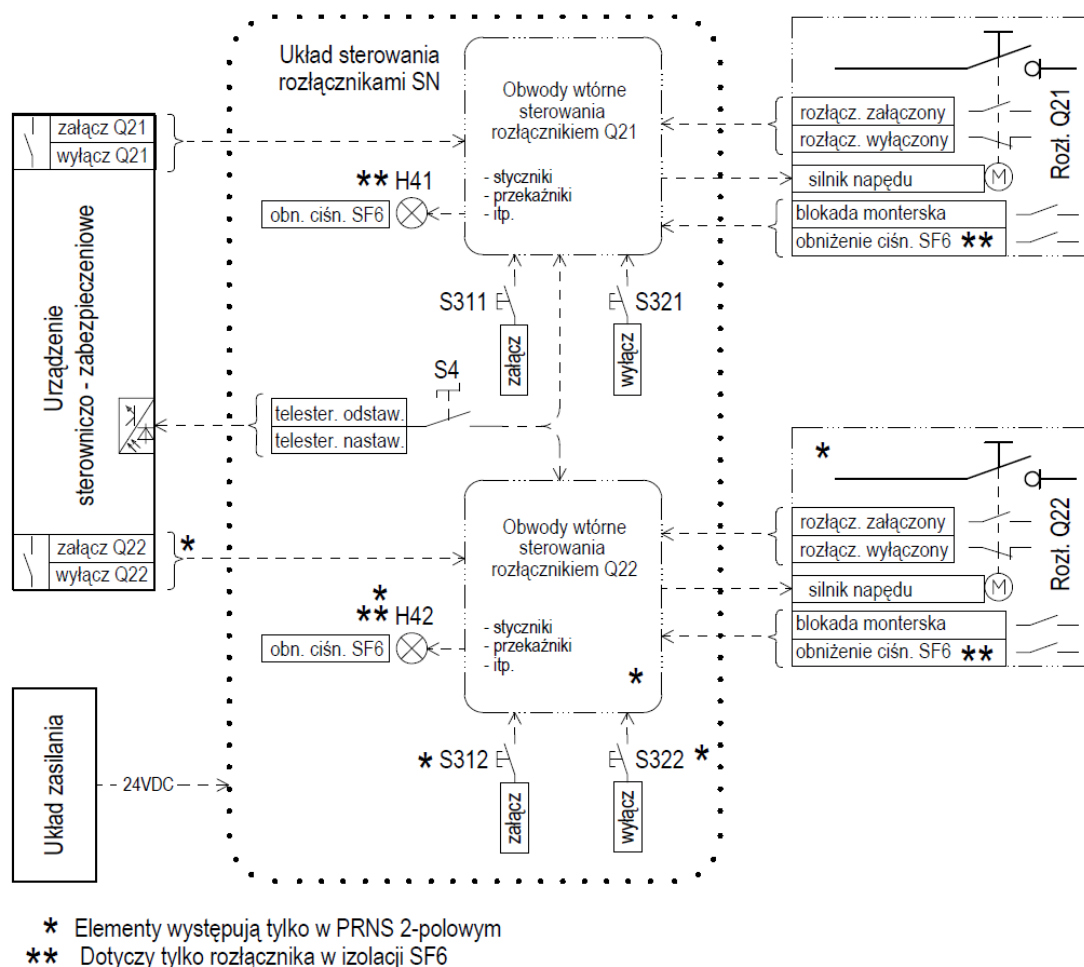 Układ sterowania
rozłącznikami SN
Obwody wtórne
sterowania
rozłącznikiem Q21
- styczniki
- przekaźniki
- itp.
załącz Q21
wyłącz Q21
** H41
obn. ciśn. SF6
rozłącz. załączony
rozłącz. wyłączony
silnik napędu
M
blokada monterska
obniżenie ciśn. SF6 **
Rozł. Q21
S311
załącz
S321
wyłącz
Urządzenie
sterowniczo - zabezpieczeniowe
S4
telester. odstaw.
telester. nastaw.
załącz Q22 *
wyłącz Q22
Obwody wtórne
sterowania
rozłącznikiem Q22
- styczniki
- przekaźniki
- itp.
*
*
** H42
obn. ciśn. SF6
*
rozłącz. załączony
rozłącz. wyłączony
silnik napędu
M
blokada monterska
obniżenie ciśn. SF6 **
Rozł. Q22
* S312
załącz
S322 *
wyłącz
Układ zasilania
24VDC
* Elementy występują tylko w PRNS 2-polowym
** Dotyczy tylko rozłącznika w izolacji SF6